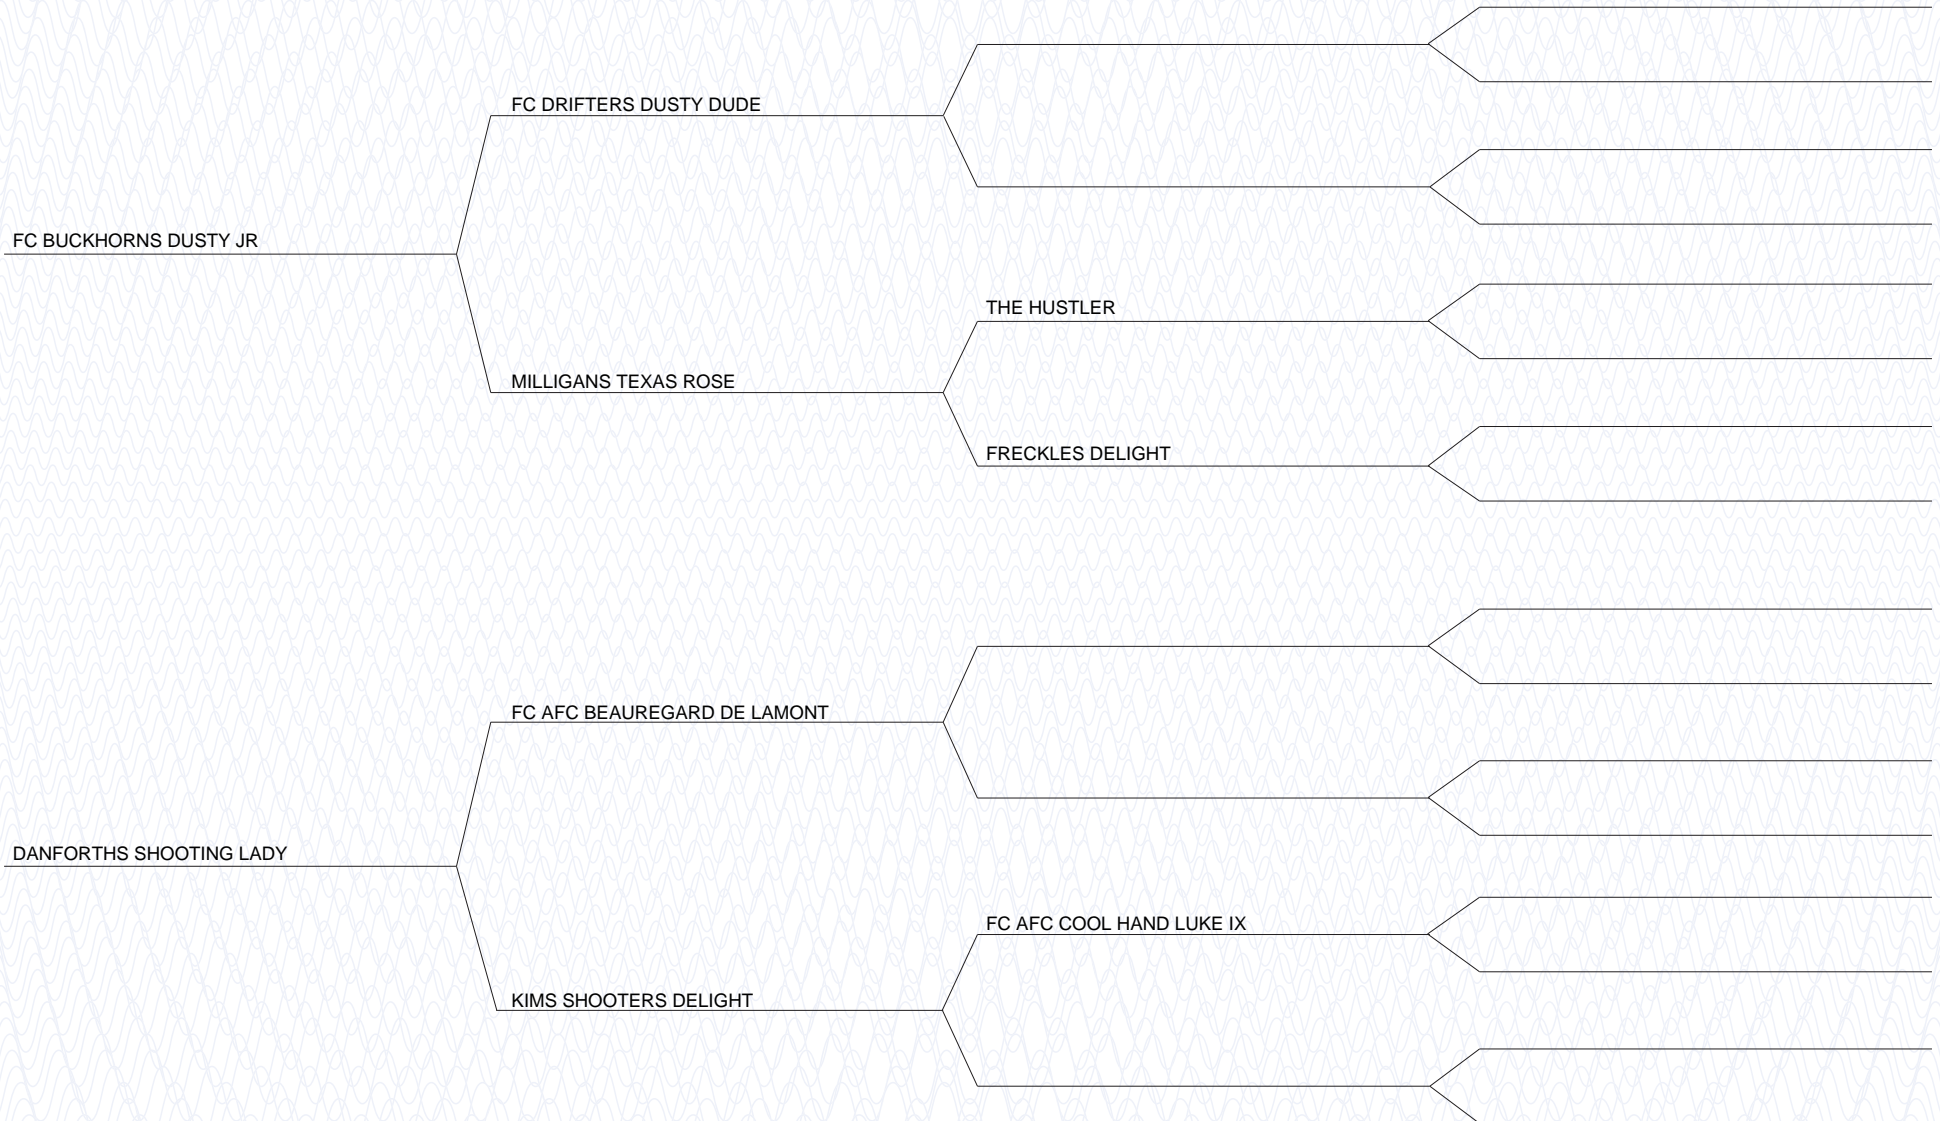 FC DRIFTERS DUSTY DUDE
FC BUCKHORNS DUSTY JR
THE HUSTLER
MILLIGANS TEXAS ROSE
FRECKLES DELIGHT
FC AFC BEAUREGARD DE LAMONT
DANFORTHS SHOOTING LADY
FC AFC COOL HAND LUKE IX
KIMS SHOOTERS DELIGHT